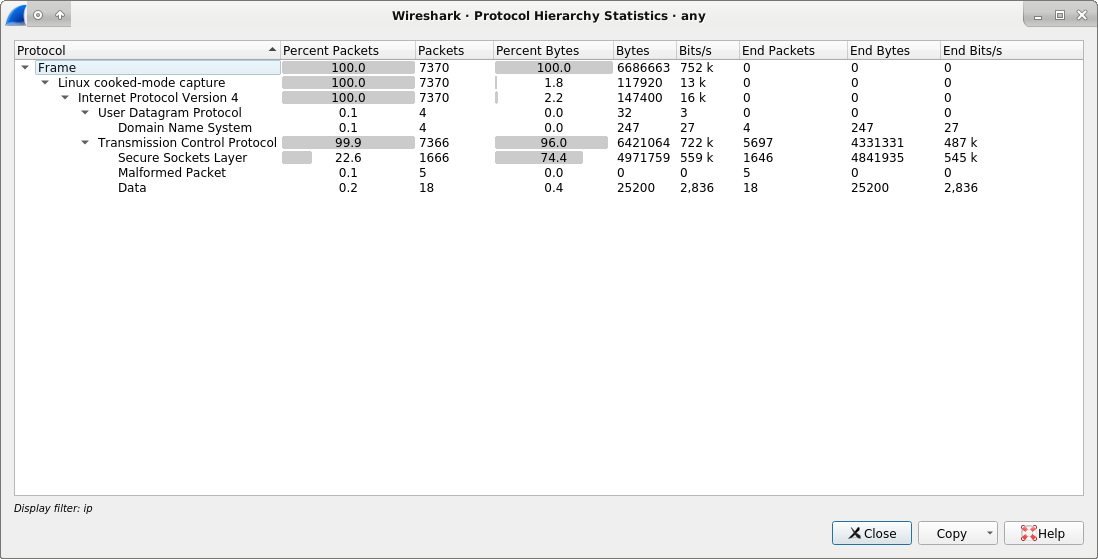 Wireshark · Protocol Hierarchy Statistics · any
Protocol Percent Packets Packets Percent Bytes Bytes Bits/s End Packets End Bytes End Bits/s
Frame 100.0 7370 100.0 6686663 752 k 0 0 0
Linux cooked-mode capture 100.0 7370 1.8 117920 13 k 0 0 0
Internet Protocol Version 4 100.0 7370 2.2 147400 16 k 0 0 0
User Datagram Protocol 0.1 4 0.0 32 3 0 0 0
Domain Name System 0.1 4 0.0 247 27 4 247 27
Transmission Control Protocol 99.9 7366 96.0 6421064 722 k 5697 4331331 487 k
Secure Sockets Layer 22.6 1666 74.4 4971759 559 k 1646 4841935 545 k
Malformed Packet 0.1 5 0.0 0 0 5 0 0
Data 0.2 18 0.4 25200 2,836 18 25200 2,836
Display filter: ip
Close Copy Help